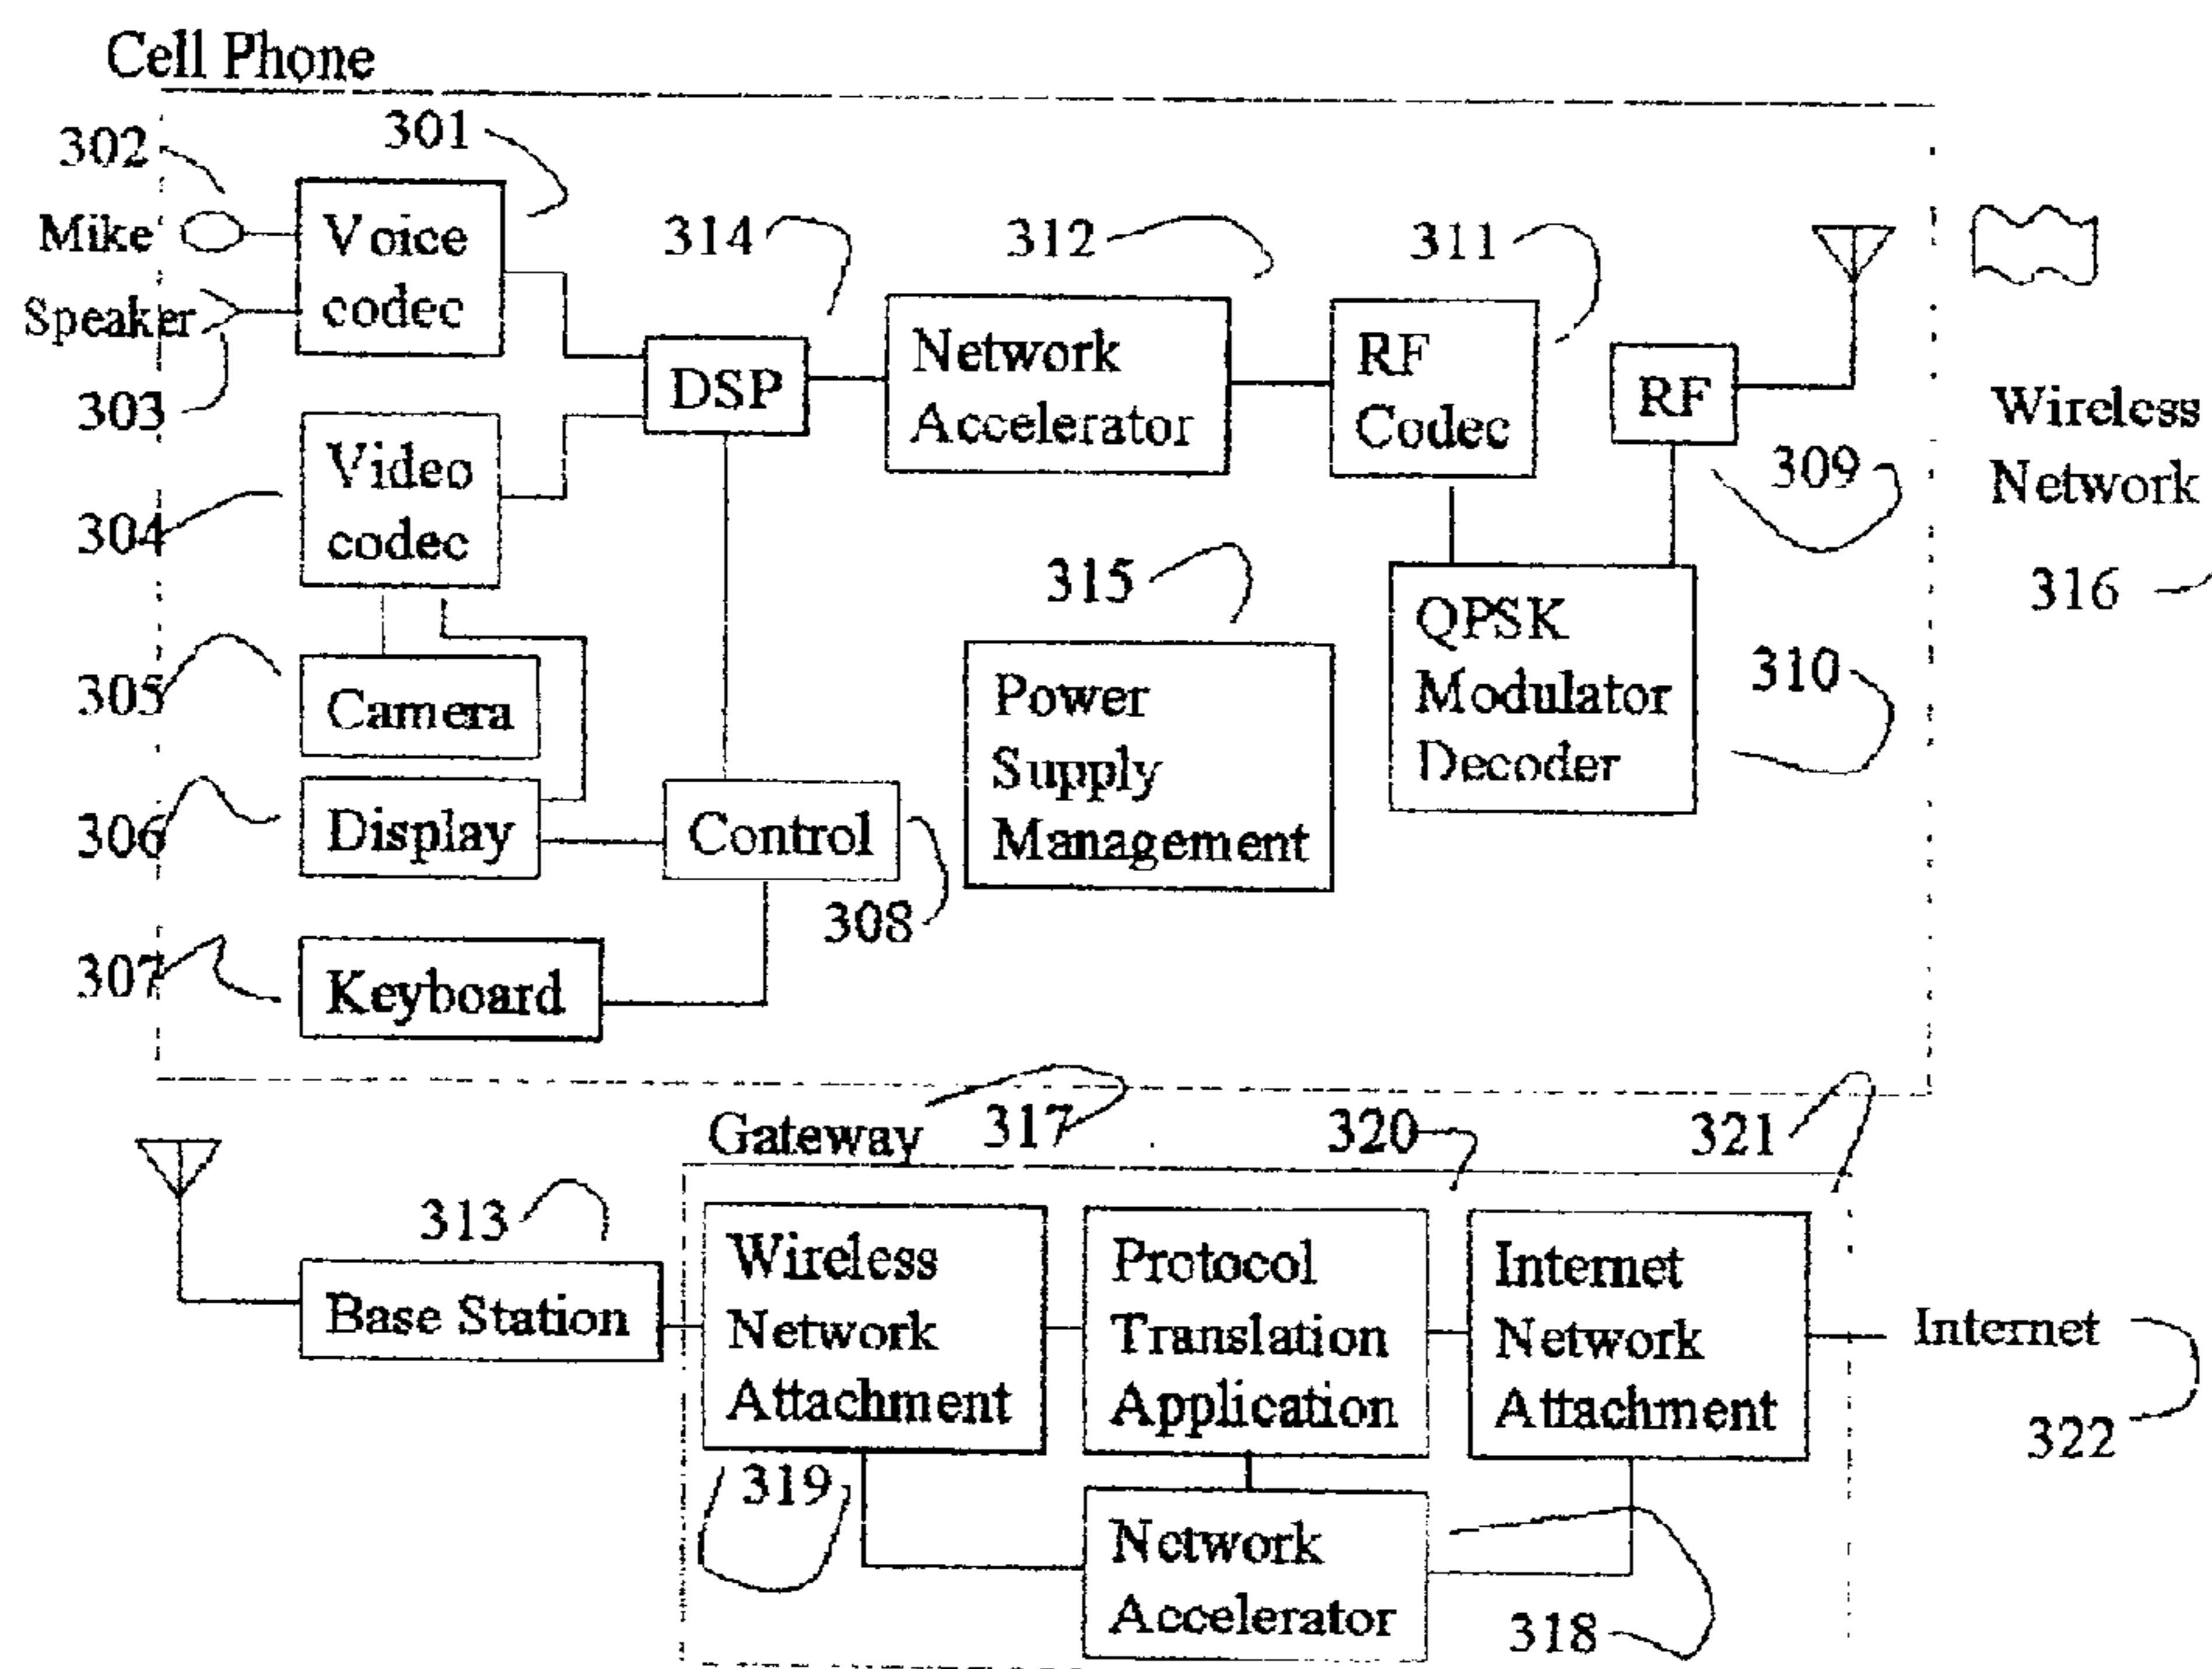 Cell Phone
302
301
Mike
Voice
codec
Speaker
303
314
312
311
DSP
Network
Accelerator
RF
Codec
RF
309
Wireless
Network
316
Video
codec
304
315
QPSK
Modulator
Decoder
310
305
Camera
Power
Supply
Management
306
Display
Control
308
307
Keyboard
Gateway
317
320
321
313
Base Station
Wireless
Network
Attachment
Protocol
Translation
Application
Internet
Network
Attachment
Internet
322
319
Network
Accelerator
318